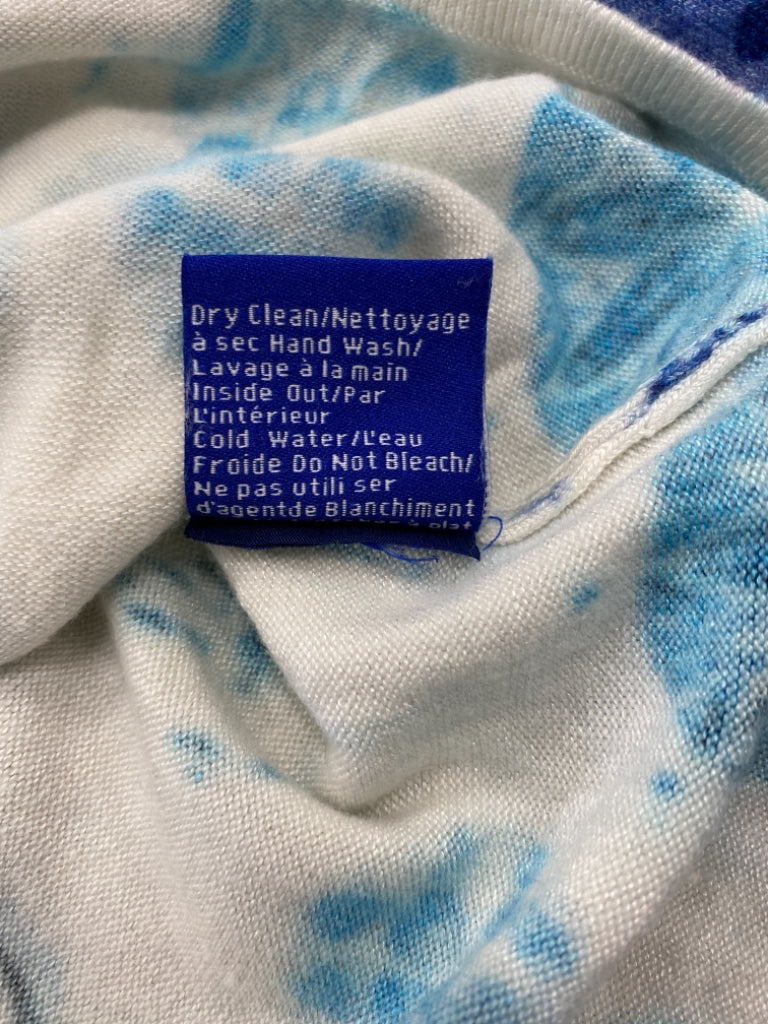 Dry Clean/Nettoyage
à sec Hand Wash/
Lavage à la main
Inside Out/Par
L'intérieur
Cold Water/L'eau
Froide Do Not Bleach/
Ne pas utili ser
d'agentde Blanchiment
à plat